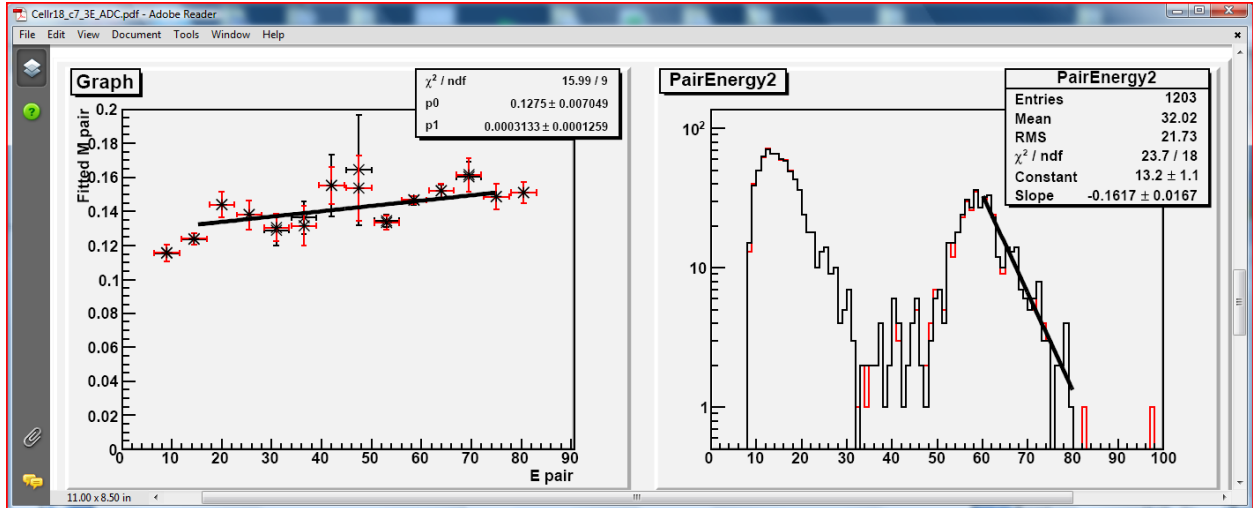 Cellr18_c7_3E_ADC.pdf - Adobe Reader
File Edit View Document Tools Window Help
Graph
χ² / ndf 15.99 / 9
p0 0.1275 ± 0.007049
p1 0.0003133 ± 0.0001259
Fitted M pair
0.2
0.18
0.16
0.14
0.12
0.1
0.08
0.06
0.04
0.02
0
0 10 20 30 40 50 60 70 80 90
E pair
PairEnergy2
PairEnergy2
Entries 1203
Mean 32.02
RMS 21.73
χ² / ndf 23.7 / 18
Constant 13.2 ± 1.1
Slope -0.1617 ± 0.0167
10²
10
1
0 10 20 30 40 50 60 70 80 90 100
11.00 x 8.50 in